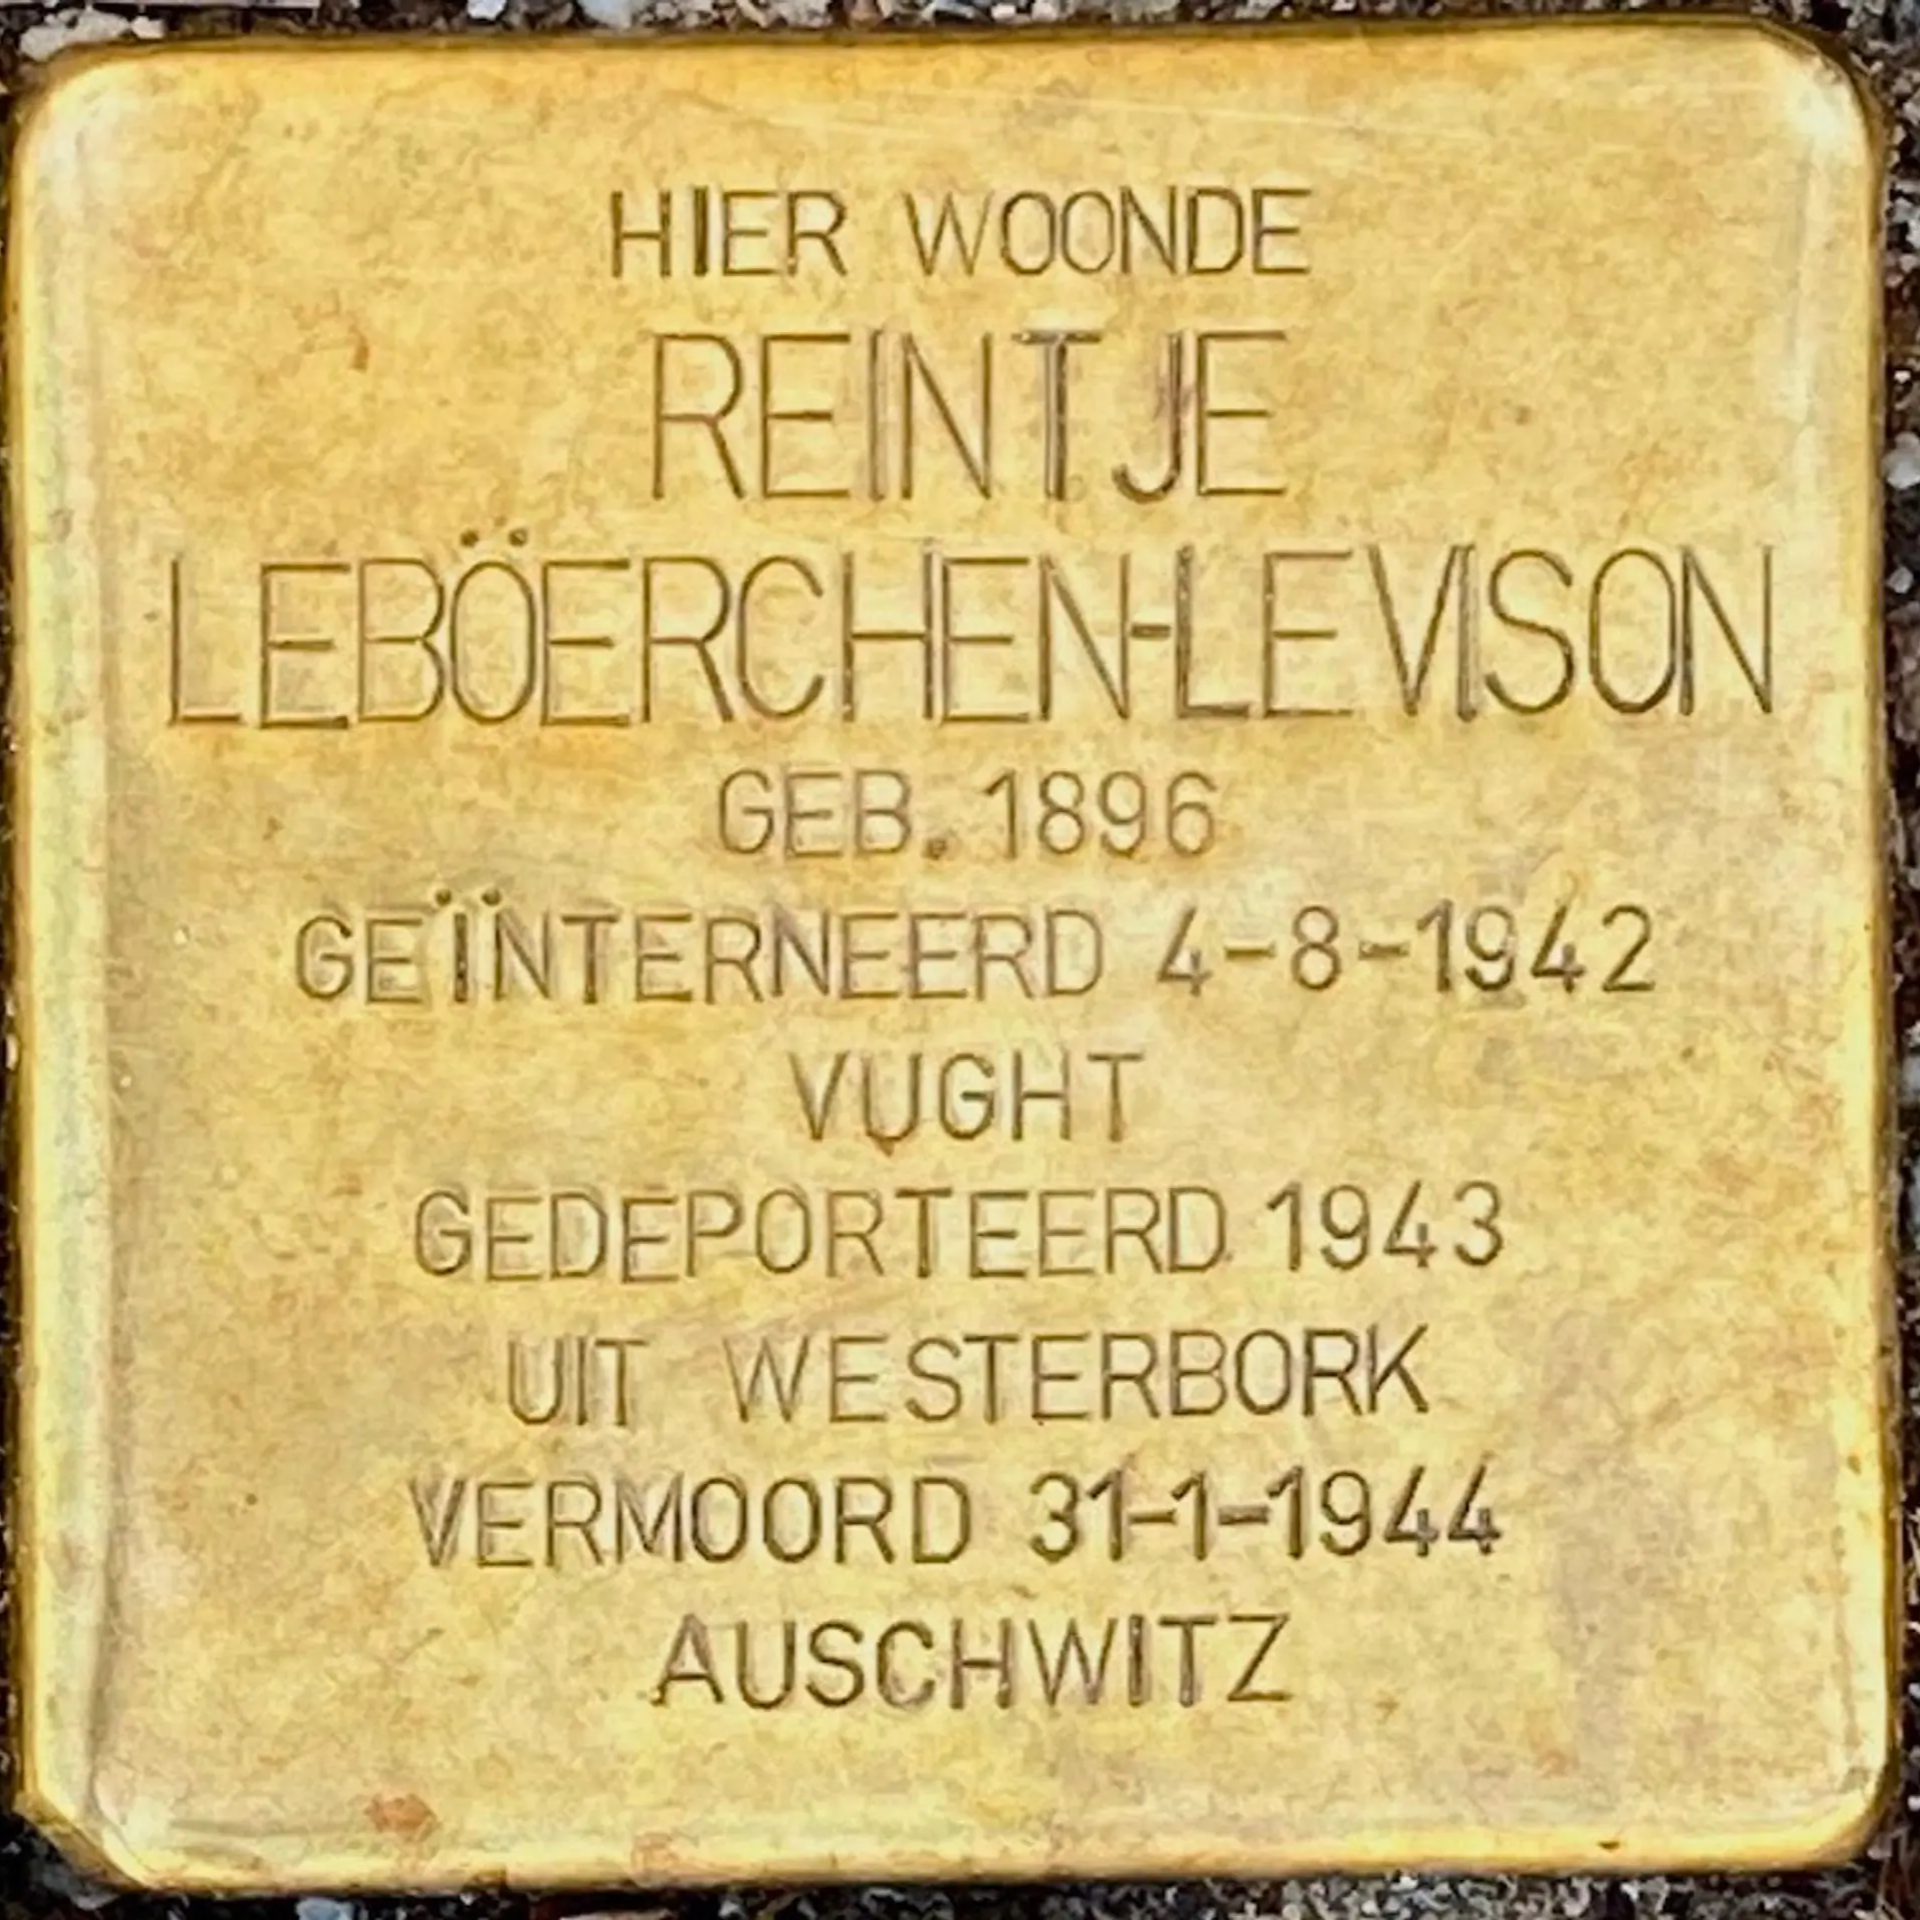 HIER WOONDE
REINTJE
LEBÖERCHEN-LEVISON
GEB. 1896
GEÏNTERNEERD 4-8-1942
VUGHT
GEDEPORTEERD 1943
UIT WESTERBORK
VERMOORD 31-1-1944
AUSCHWITZ